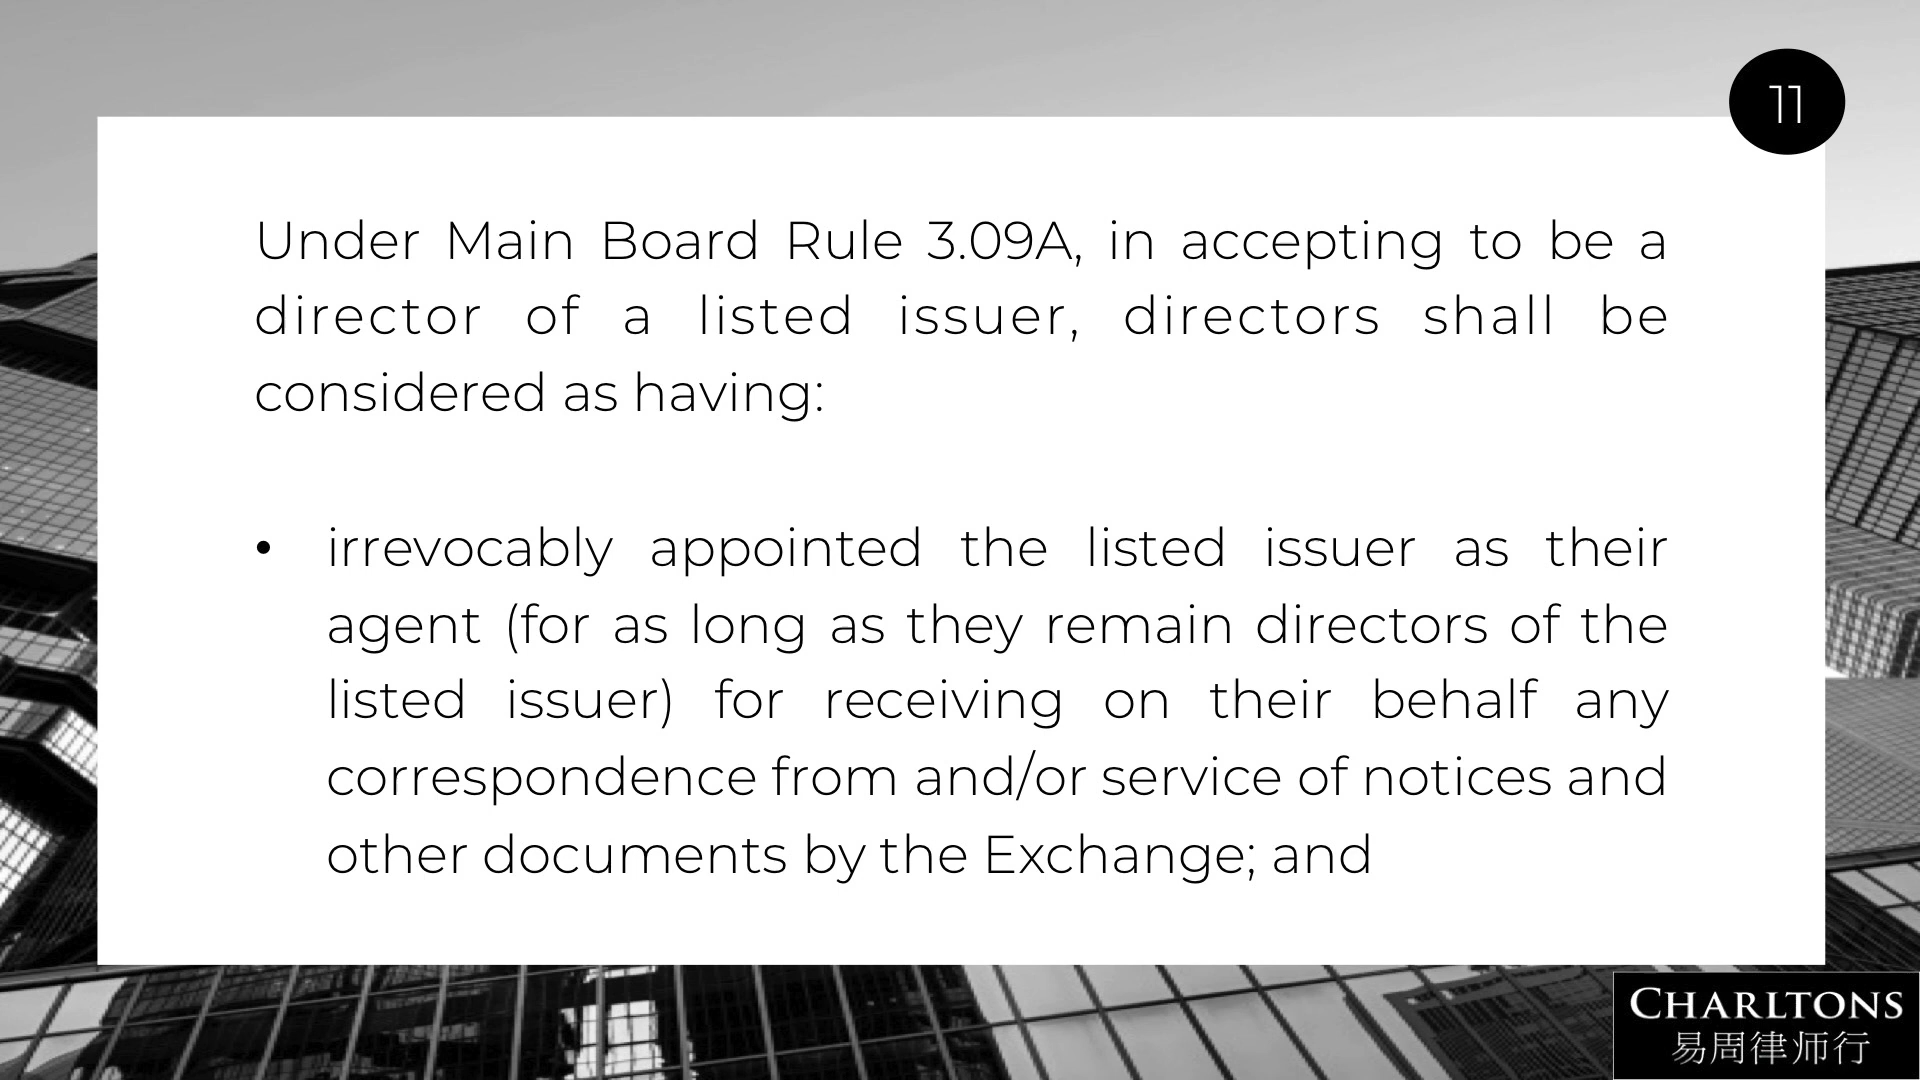 11
Under Main Board Rule 3.09A, in accepting to be a
director of a listed issuer, directors shall be
considered as having:
• irrevocably appointed the listed issuer as their
agent (for as long as they remain directors of the
listed issuer) for receiving on their behalf any
correspondence from and/or service of notices and
other documents by the Exchange; and
CHARLTONS
易周律师行